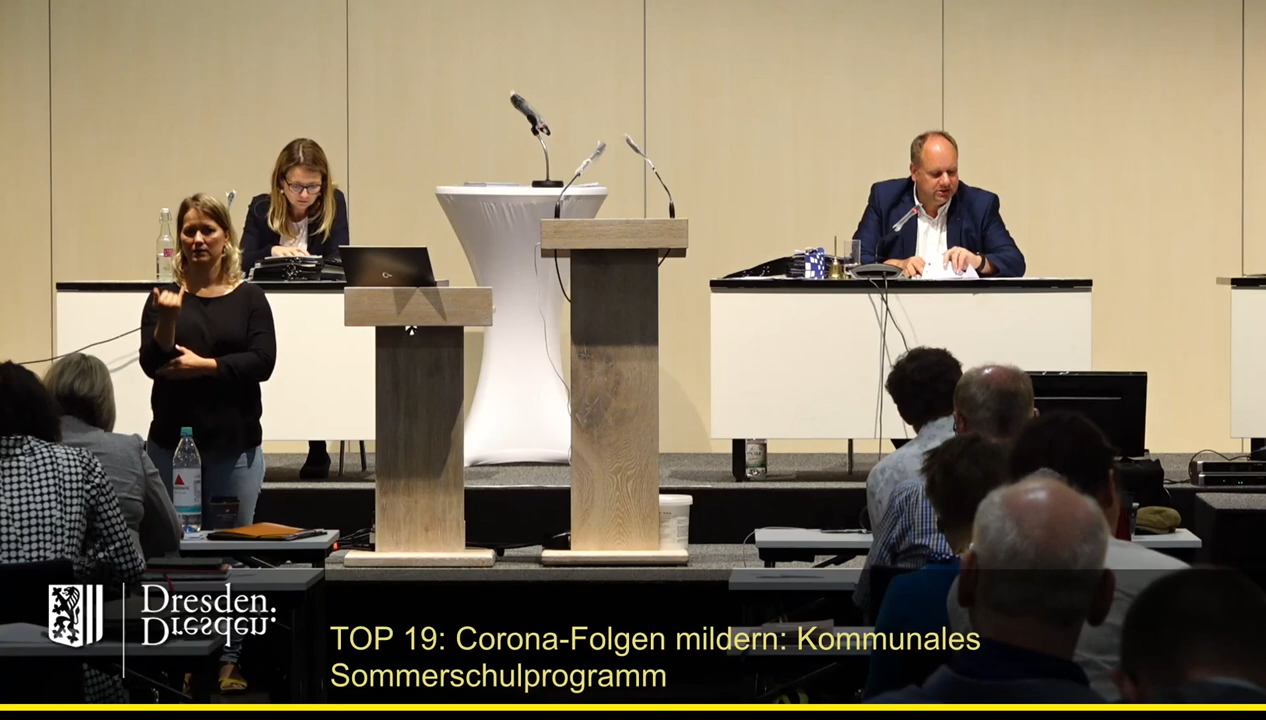 Dresden.
Dresden.
TOP 19: Corona-Folgen mildern: Kommunales
Sommerschulprogramm